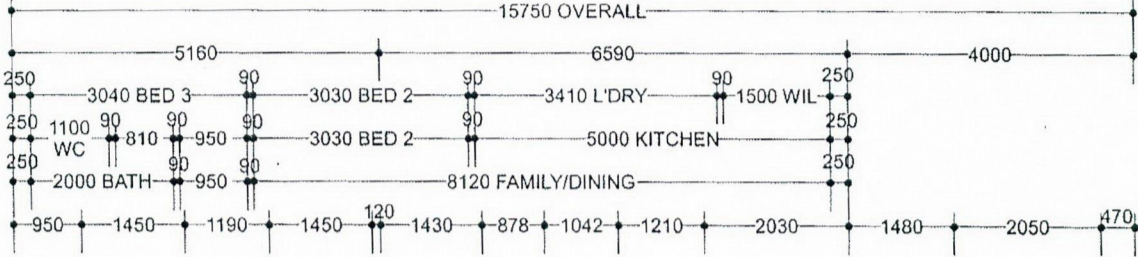 15750 OVERALL
5160 6590 4000
250 90 90 90 250
3040 BED 3 3030 BED 2 3410 L'DRY 1500 WIL
250 1100 WC 90 810 90 950 90 3030 BED 2 90 5000 KITCHEN 250
250 2000 BATH 90 950 90 8120 FAMILY/DINING 250
950 1450 1190 1450 120 1430 878 1042 1210 2030 1480 2050 470